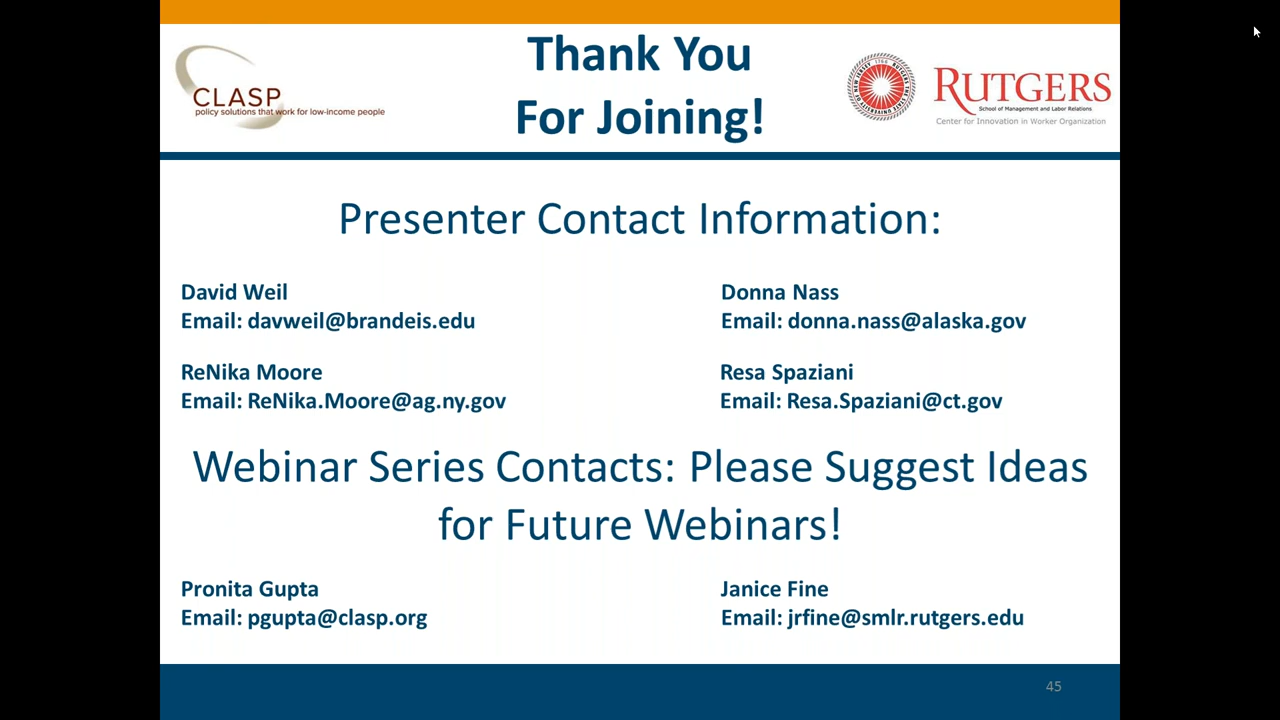 Thank You
For Joining!
CLASP
policy solutions that work for low-income people
RUTGERS
School of Management and Labor Relations
Center for Innovation in Worker Organization
Presenter Contact Information:
David Weil
Email: davweil@brandeis.edu
Donna Nass
Email: donna.nass@alaska.gov
ReNika Moore
Email: ReNika.Moore@ag.ny.gov
Resa Spaziani
Email: Resa.Spaziani@ct.gov
Webinar Series Contacts: Please Suggest Ideas
for Future Webinars!
Pronita Gupta
Email: pgupta@clasp.org
Janice Fine
Email: jrfine@smlr.rutgers.edu
45